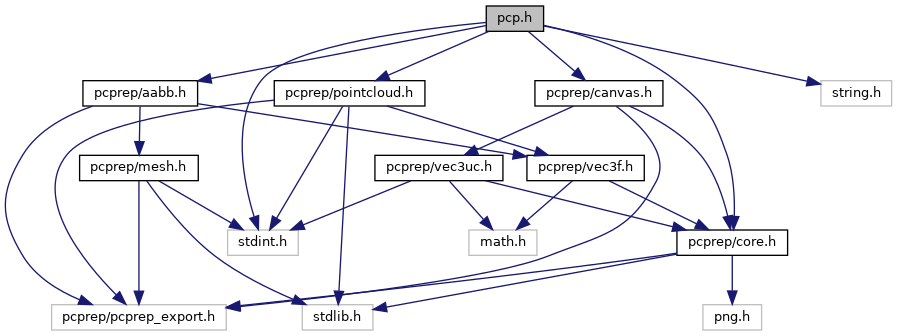 pcp.h
pcprep/aabb.h
pcprep/pointcloud.h
pcprep/canvas.h
string.h
pcprep/mesh.h
pcprep/vec3uc.h
pcprep/vec3f.h
stdint.h
math.h
pcprep/core.h
pcprep/pcprep_export.h
stdlib.h
png.h